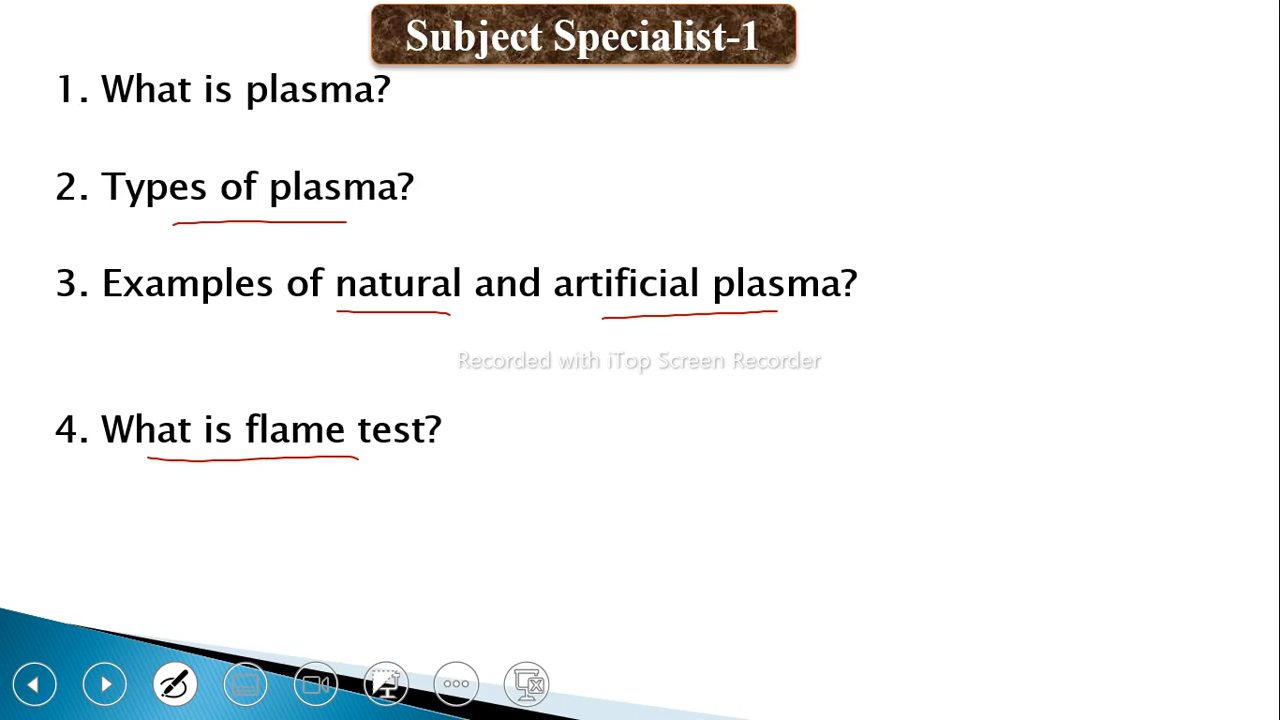 Subject Specialist-1
1. What is plasma?
2. Types of plasma?
3. Examples of natural and artificial plasma?
Recorded with iTop Screen Recorder
4. What is flame test?